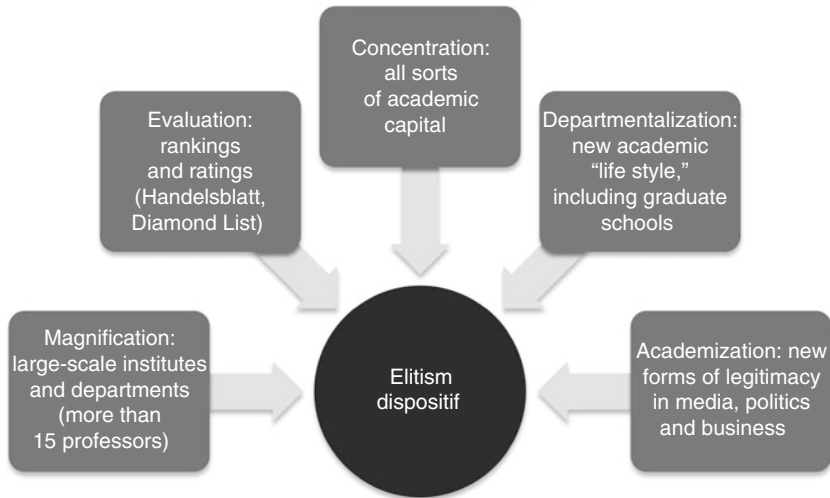 Magnification:
large-scale institutes
and departments
(more than
15 professors)
Evaluation:
rankings
and ratings
(Handelsblatt,
Diamond List)
Concentration:
all sorts
of academic
capital
Departmentalization:
new academic
“life style,”
including graduate
schools
Academization: new
forms of legitimacy
in media, politics
and business
Elitism
dispositif